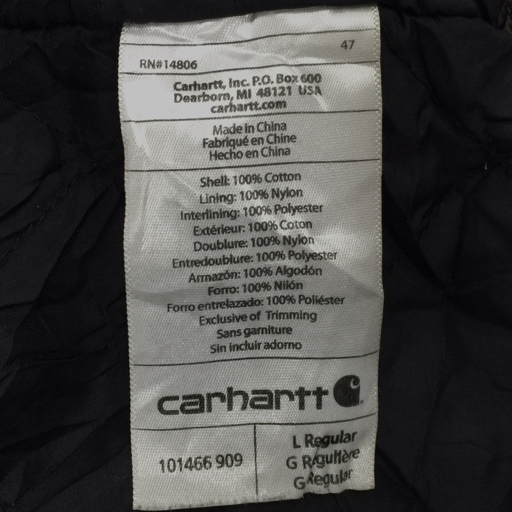 47
RN#14806
Carhartt, Inc. P.O. Box 600
Dearborn, MI 48121 USA
carhartt.com
Made in China
Fabriqué en Chine
Hecho en China
Shell: 100% Cotton
Lining: 100% Nylon
Interlining: 100% Polyester
Extérieur: 100% Coton
Doublure: 100% Nylon
Entredoublure: 100% Polyester
Armazón: 100% Algodón
Forro: 100% Nilón
Forro entrelazado: 100% Poliéster
Exclusive of Trimming
Sans garniture
Sin incluir adorno
carhartt
101466 909
L Regular
G Régulière
G Regular